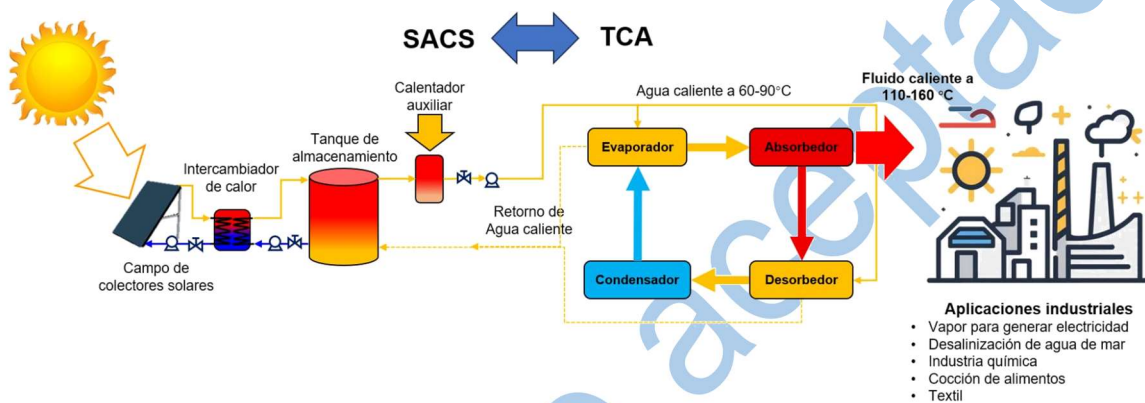 SACS
TCA
Calentador
auxiliar
Agua caliente a 60-90°C
Fluido caliente a
110-160 °C
Tanque de
almacenamiento
Intercambiador
de calor
Evaporador
Absorbedor
Retorno de
Agua caliente
Campo de
colectores solares
Condensador
Desorbedor
Aplicaciones industriales
• Vapor para generar electricidad
• Desalinización de agua de mar
• Industria química
• Cocción de alimentos
• Textil